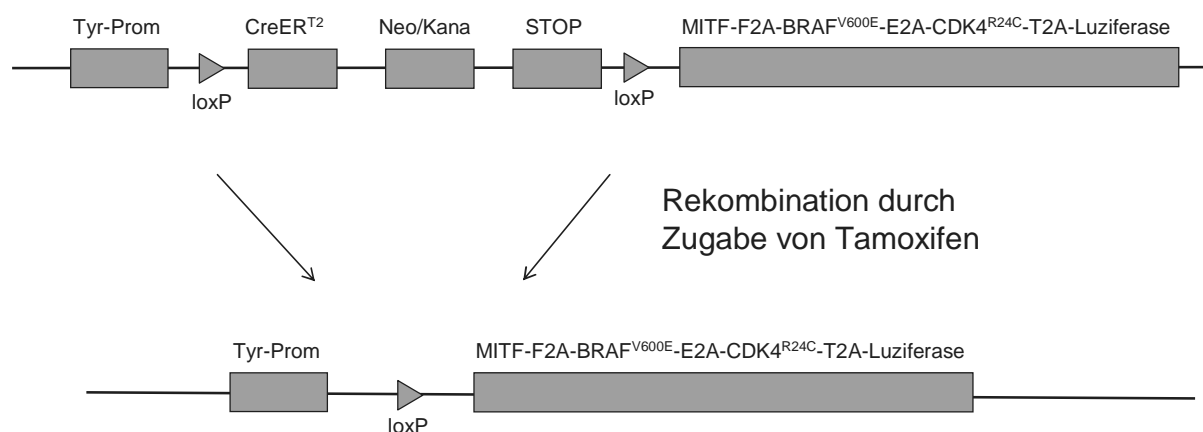 Tyr-Prom CreER^T2 Neo/Kana STOP MITF-F2A-BRAF^V600E-E2A-CDK4^R24C-T2A-Luziferase
loxP loxP
Rekombination durch
Zugabe von Tamoxifen
Tyr-Prom MITF-F2A-BRAF^V600E-E2A-CDK4^R24C-T2A-Luziferase
loxP